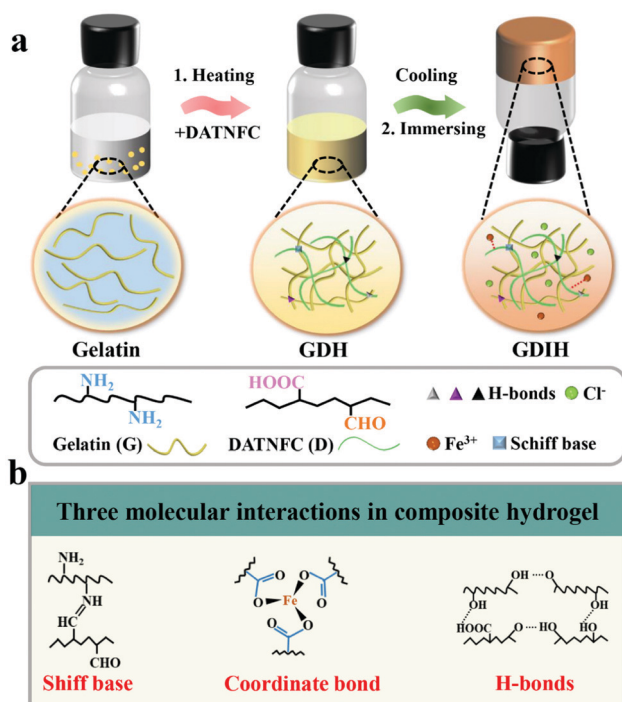 a
1. Heating
+DATNFC
Cooling
2. Immersing
Gelatin
GDH
GDIH
NH2
NH2
Gelatin (G)
HOOC
CHO
DATNFC (D)
H-bonds
Cl-
Fe3+
Schiff base
b
Three molecular interactions in composite hydrogel
NH2
NH
HC
CHO
Shiff base
O
O
O
Fe
O
O
O
Coordinate bond
OH
O
OH
OH
HOOC
HO
O
HO
H-bonds